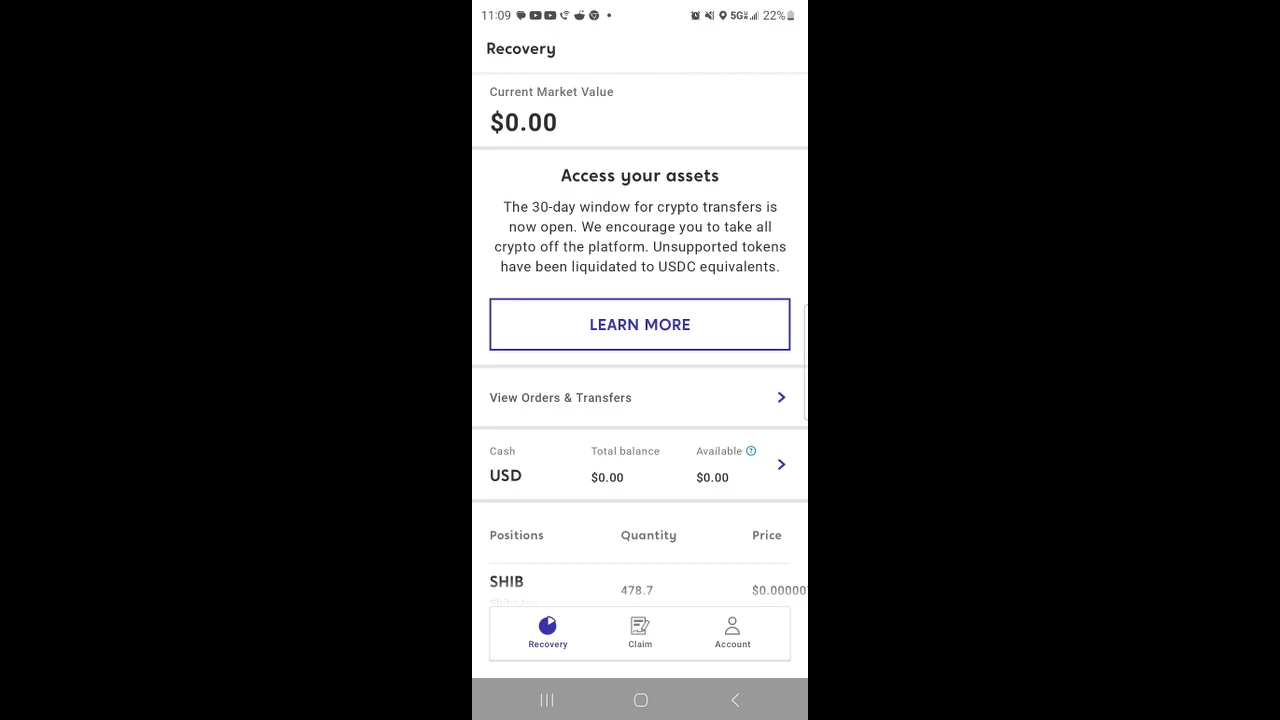 11:09 5G 22%
Recovery
Current Market Value
$0.00
Access your assets
The 30-day window for crypto transfers is
now open. We encourage you to take all
crypto off the platform. Unsupported tokens
have been liquidated to USDC equivalents.
LEARN MORE
View Orders & Transfers
Cash Total balance Available ?
USD $0.00 $0.00
Positions Quantity Price
SHIB 478.7 $0.00000
Recovery Claim Account